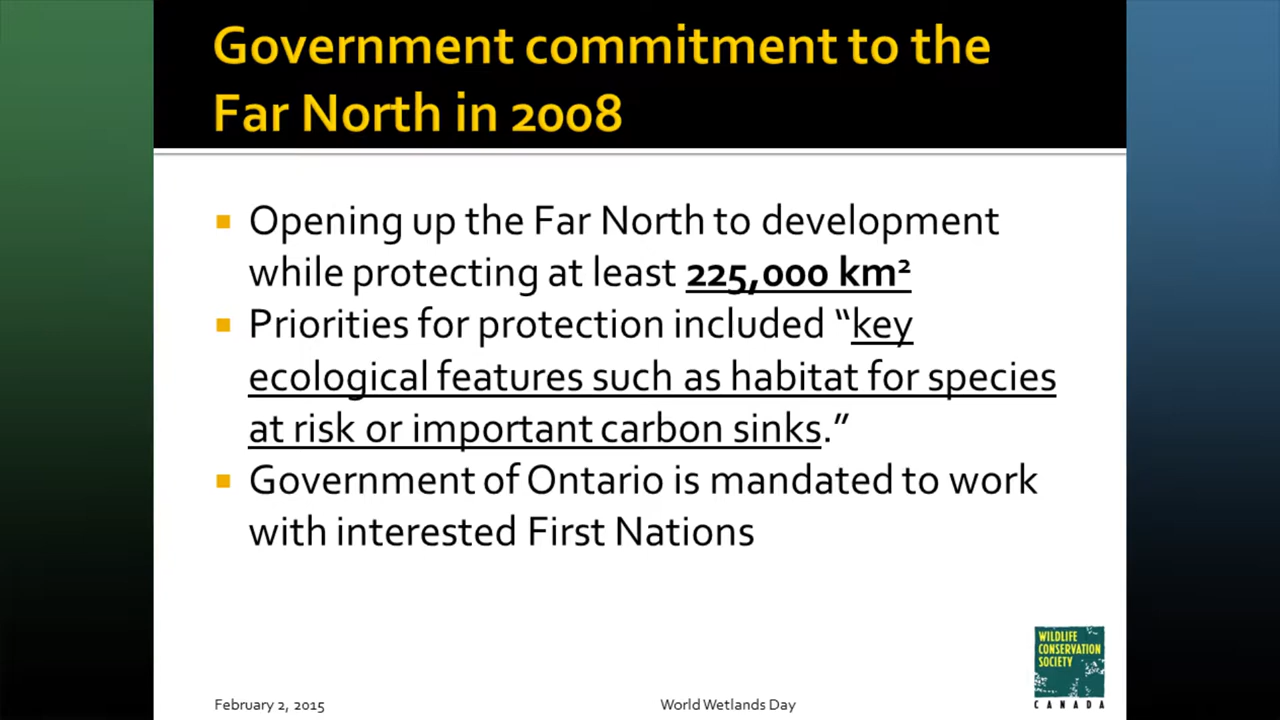 Government commitment to the
Far North in 2008
Opening up the Far North to development
while protecting at least 225,000 km²
Priorities for protection included “key
ecological features such as habitat for species
at risk or important carbon sinks.”
Government of Ontario is mandated to work
with interested First Nations
WILDLIFE
CONSERVATION
SOCIETY
CANADA
February 2, 2015
World Wetlands Day